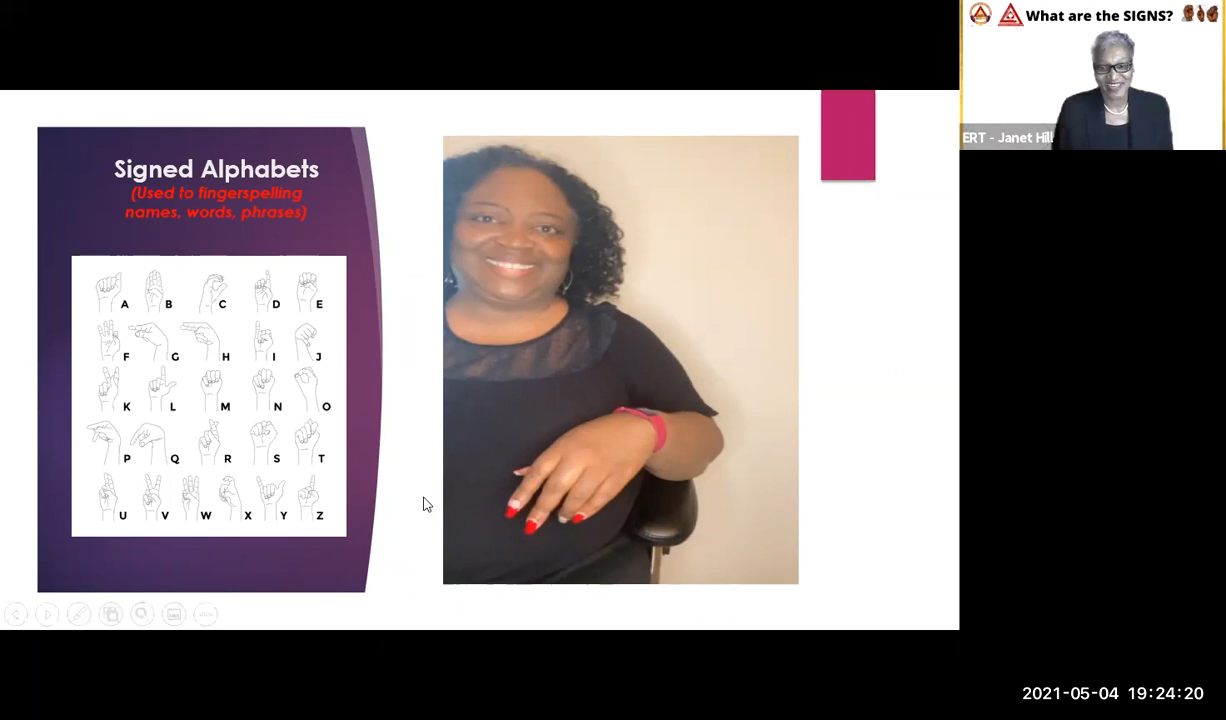 What are the SIGNS?
ERT - Janet Hill
Signed Alphabets
(Used to fingerspelling
names, words, phrases)
A B C D E
F G H I J
K L M N O
P Q R S T
U V W X Y Z
2021-05-04 19:24:20